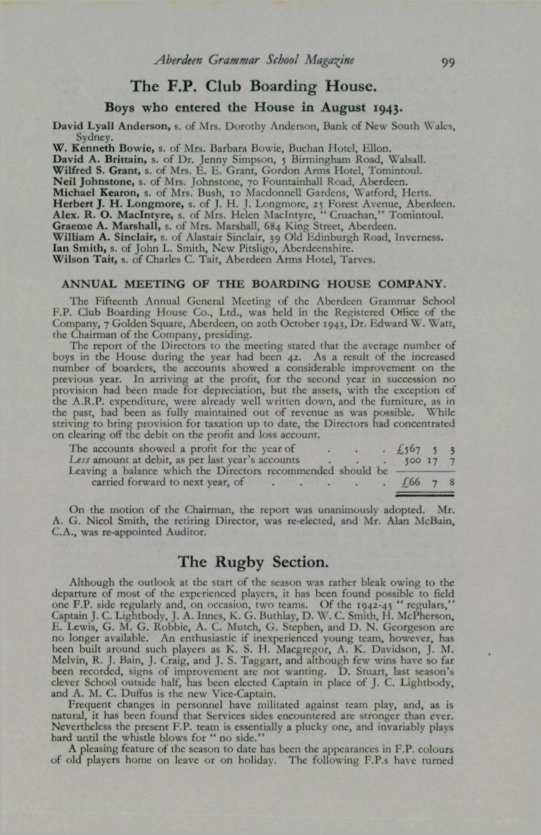 Aberdeen Grammar School Magazine 99
The F.P. Club Boarding House.
Boys who entered the House in August 1943.
David Lyall Anderson, s. of Mrs. Dorothy Anderson, Bank of New South Wales,
Sydney.
W. Kenneth Bowie, s. of Mrs. Barbara Bowie, Buchan Hotel, Ellon.
David A. Brittain, s. of Dr. Jenny Simpson, 5 Birmingham Road, Walsall.
Wilfred S. Grant, s. of Mrs. E. E. Grant, Gordon Arms Hotel, Tomintoul.
Neil Johnstone, s. of Mrs. Johnstone, 70 Fountainhall Road, Aberdeen.
Michael Kearon, s. of Mrs. Bush, 10 Macdonnell Gardens, Watford, Herts.
Herbert J. H. Longmore, s. of J. H. J. Longmore, 25 Forest Avenue, Aberdeen.
Alex. R. O. MacIntyre, s. of Mrs. Helen MacIntyre, "Cruachan," Tomintoul.
Graeme A. Marshall, s. of Mrs. Marshall, 684 King Street, Aberdeen.
William A. Sinclair, s. of Alastair Sinclair, 39 Old Edinburgh Road, Inverness.
Ian Smith, s. of John L. Smith, New Pitsligo, Aberdeenshire.
Wilson Tait, s. of Charles C. Tait, Aberdeen Arms Hotel, Tarves.
ANNUAL MEETING OF THE BOARDING HOUSE COMPANY.
The Fifteenth Annual General Meeting of the Aberdeen Grammar School
F.P. Club Boarding House Co., Ltd., was held in the Registered Office of the
Company, 7 Golden Square, Aberdeen, on 20th October 1943, Dr. Edward W. Watt,
the Chairman of the Company, presiding.
The report of the Directors to the meeting stated that the average number of
boys in the House during the year had been 42. As a result of the increased
number of boarders, the accounts showed a considerable improvement on the
previous year. In arriving at the profit, for the second year in succession no
provision had been made for depreciation, but the assets, with the exception of
the A.R.P. expenditure, were already well written down, and the furniture, as in
the past, had been as fully maintained out of revenue as was possible. While
striving to bring provision for taxation up to date, the Directors had concentrated
on clearing off the debit on the profit and loss account.
The accounts showed a profit for the year of . . . £567 5 3
Less amount at debit, as per last year's accounts . . . 500 17 7
Leaving a balance which the Directors recommended should be
carried forward to next year, of . . . . . £66 7 8
On the motion of the Chairman, the report was unanimously adopted. Mr.
A. G. Nicol Smith, the retiring Director, was re-elected, and Mr. Alan McBain,
C.A., was re-appointed Auditor.
The Rugby Section.
Although the outlook at the start of the season was rather bleak owing to the
departure of most of the experienced players, it has been found possible to field
one F.P. side regularly and, on occasion, two teams. Of the 1942-43 "regulars,"
Captain J. C. Lightbody, J. A. Innes, K. G. Buthlay, D. W. C. Smith, H. McPherson,
E. Lewis, G. M. G. Robbie, A. C. Mutch, G. Stephen, and D. N. Georgeson are
no longer available. An enthusiastic if inexperienced young team, however, has
been built around such players as K. S. H. Macgregor, A. K. Davidson, J. M.
Melvin, R. J. Bain, J. Craig, and J. S. Taggart, and although few wins have so far
been recorded, signs of improvement are not wanting. D. Stuart, last season's
clever School outside half, has been elected Captain in place of J. C. Lightbody,
and A. M. C. Duffus is the new Vice-Captain.
Frequent changes in personnel have militated against team play, and, as is
natural, it has been found that Services sides encountered are stronger than ever.
Nevertheless the present F.P. team is essentially a plucky one, and invariably plays
hard until the whistle blows for "no side."
A pleasing feature of the season to date has been the appearances in F.P. colours
of old players home on leave or on holiday. The following F.P.s have turned